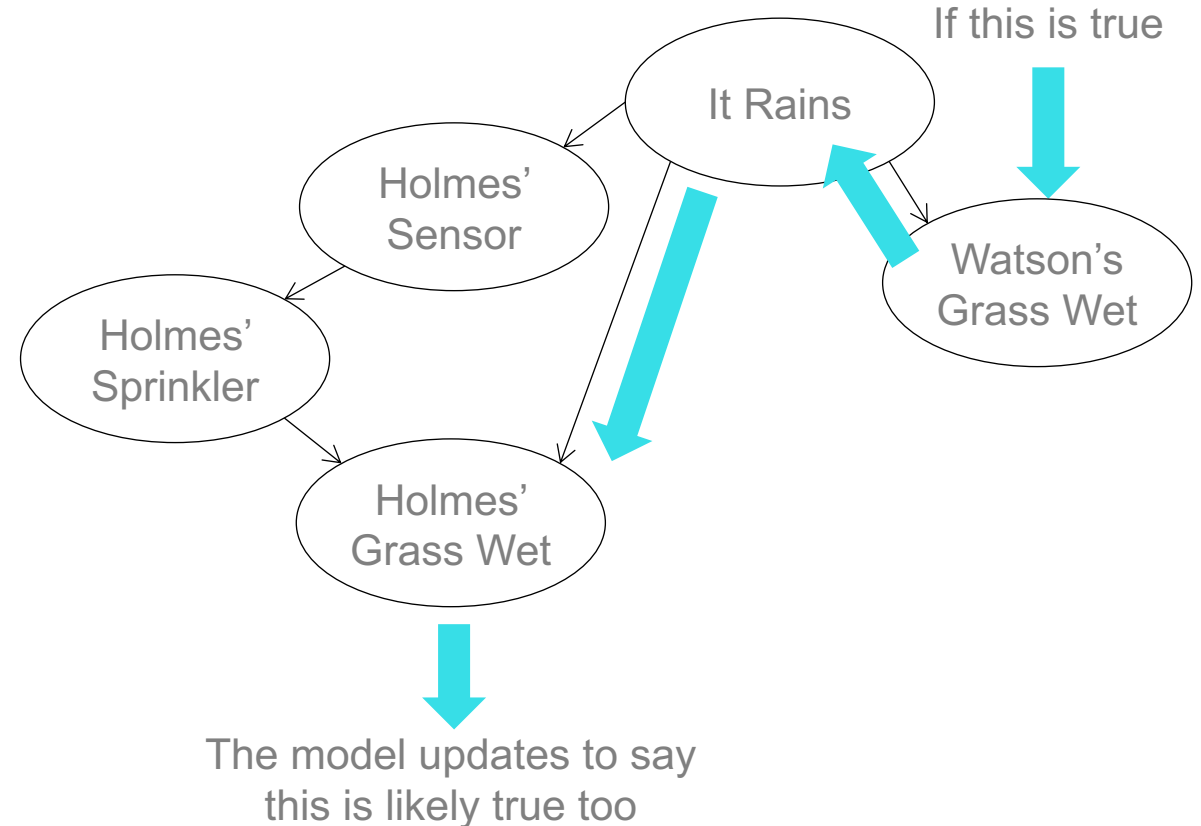 If this is true
It Rains
Holmes’
Sensor
Watson’s
Grass Wet
Holmes’
Sprinkler
Holmes’
Grass Wet
The model updates to say
this is likely true too